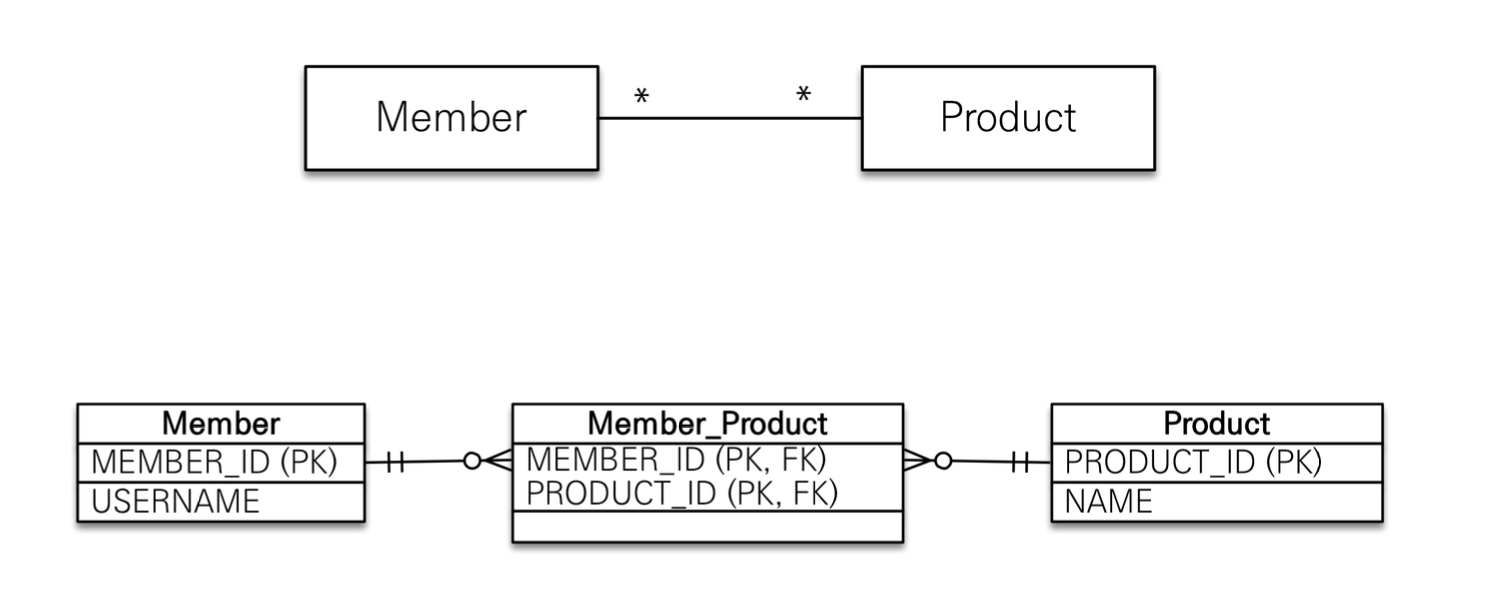 Member
*
*
Product
Member
MEMBER_ID (PK)
USERNAME
Member_Product
MEMBER_ID (PK, FK)
PRODUCT_ID (PK, FK)
Product
PRODUCT_ID (PK)
NAME